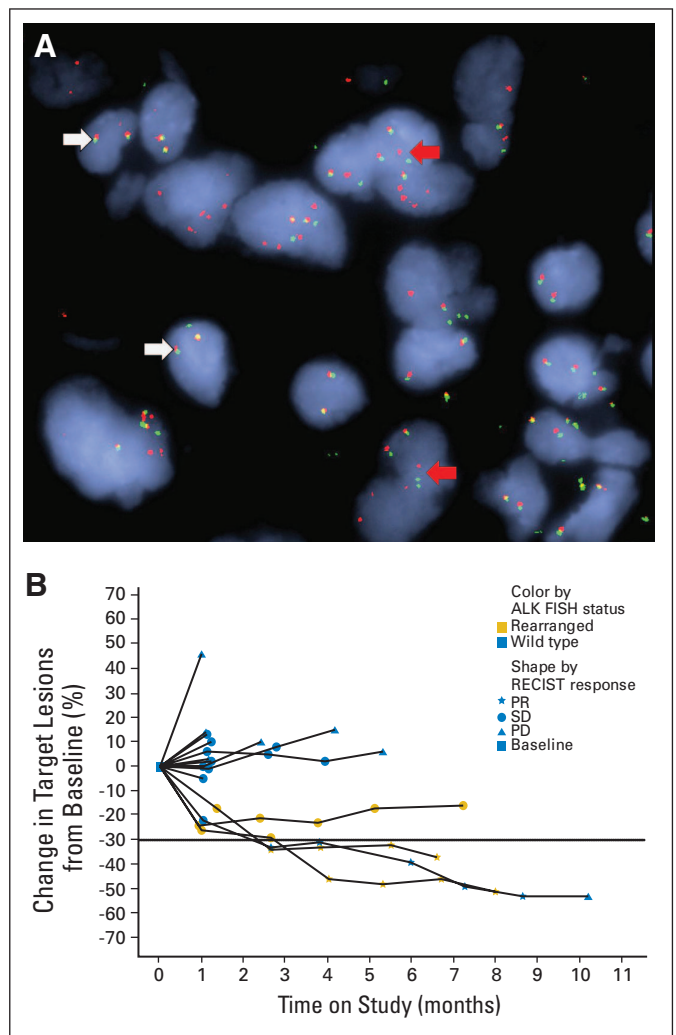 A
B
Change in Target Lesions
from Baseline (%)
70
60
50
40
30
20
10
0
-10
-20
-30
-40
-50
-60
-70
0 1 2 3 4 5 6 7 8 9 10 11
Time on Study (months)
Color by
ALK FISH status
Rearranged
Wild type
Shape by
RECIST response
PR
SD
PD
Baseline